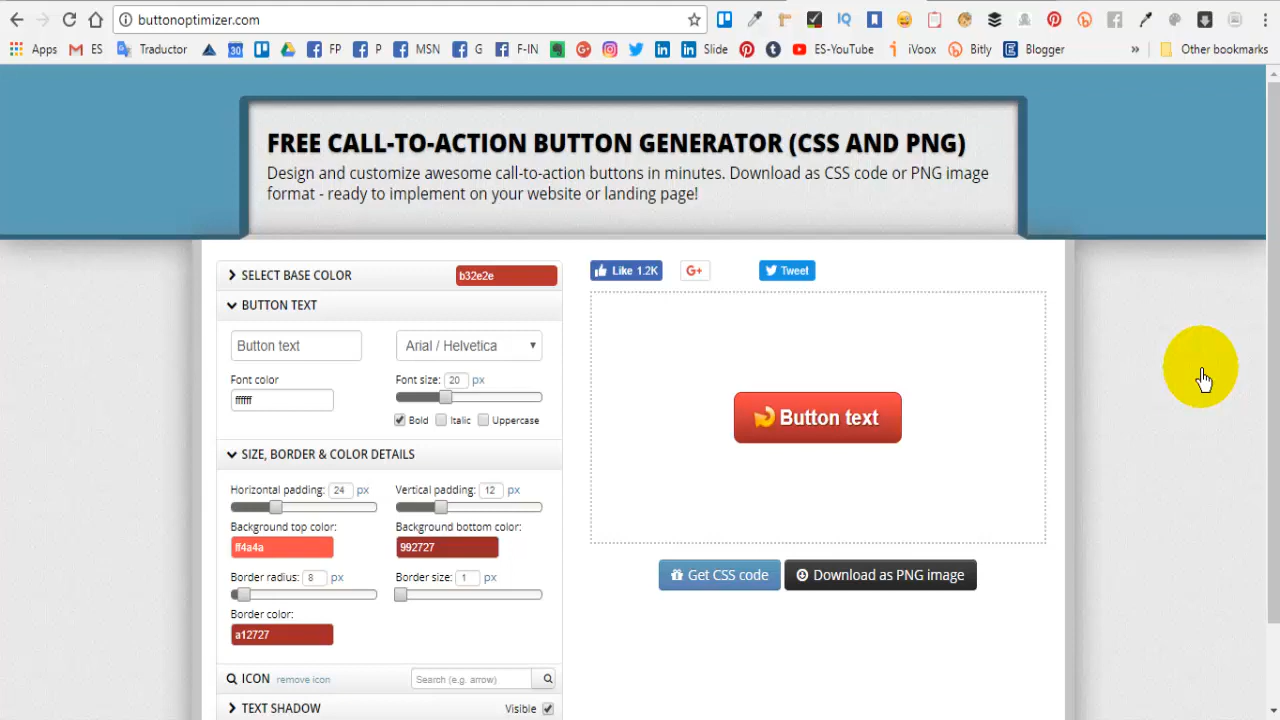 buttonoptimizer.com
Apps ES Traductor FP P MSN G F-IN Slide ES-YouTube iVoox Bitly Blogger » Other bookmarks
FREE CALL-TO-ACTION BUTTON GENERATOR (CSS AND PNG)
Design and customize awesome call-to-action buttons in minutes. Download as CSS code or PNG image
format - ready to implement on your website or landing page!
SELECT BASE COLOR b32e2e
Like 1.2K G+ Tweet
BUTTON TEXT
Button text Arial / Helvetica
Font color Font size: 20 px
ffffff
Bold Italic Uppercase
Button text
SIZE, BORDER & COLOR DETAILS
Horizontal padding: 24 px Vertical padding: 12 px
Background top color: Background bottom color:
ff4a4a 992727
Border radius: 8 px Border size: 1 px
Border color:
a12727
Get CSS code Download as PNG image
ICON remove icon Search (e.g. arrow)
TEXT SHADOW Visible